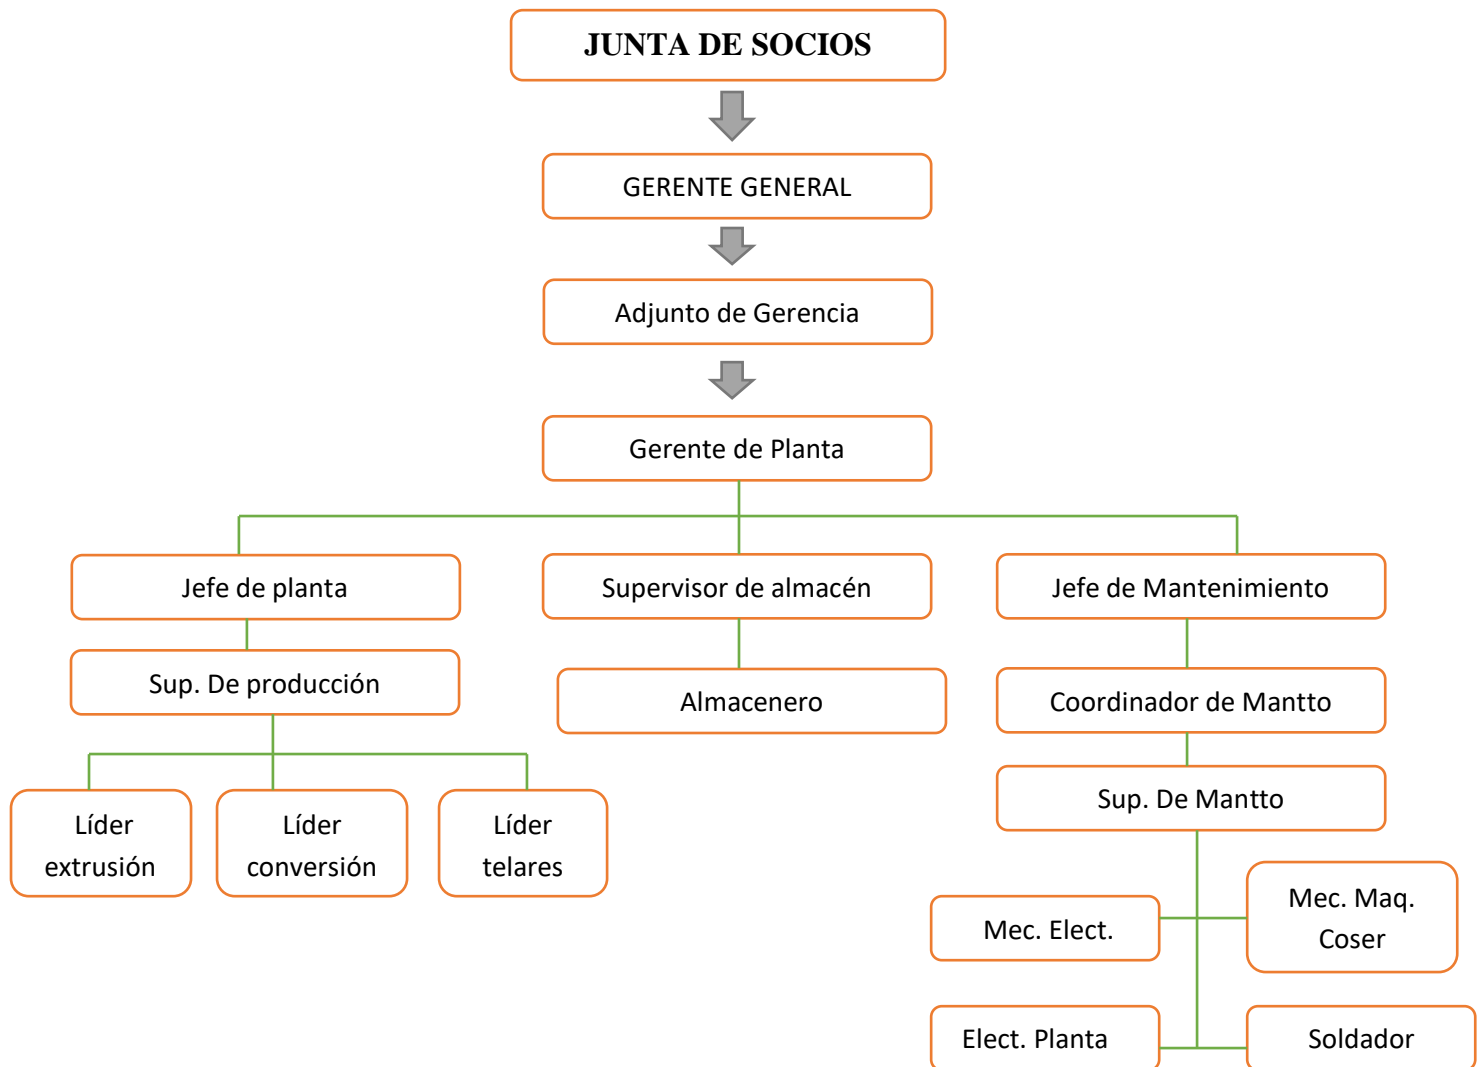 JUNTA DE SOCIOS
GERENTE GENERAL
Adjunto de Gerencia
Gerente de Planta
Jefe de planta
Supervisor de almacén
Jefe de Mantenimiento
Sup. De producción
Almacenero
Coordinador de Mantto
Sup. De Mantto
Líder
extrusión
Líder
conversión
Líder
telares
Mec. Elect.
Mec. Maq.
Coser
Elect. Planta
Soldador